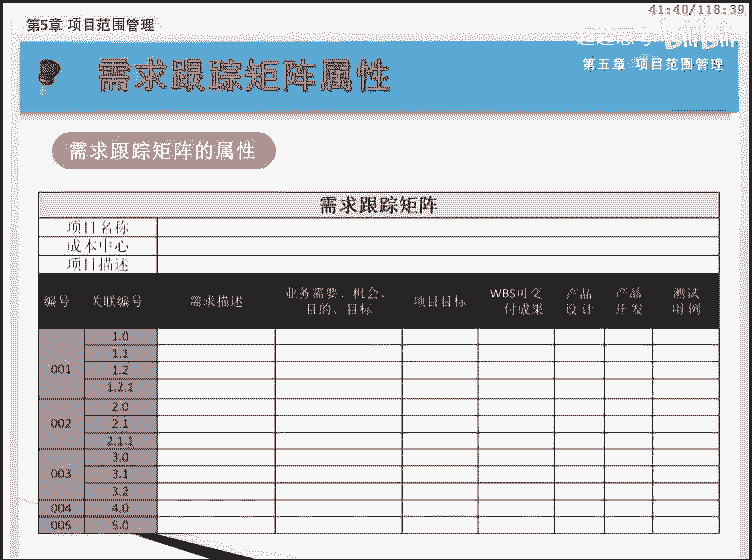 41:40/118:39
第5章 项目范围管理
第五章 项目范围管理
需求跟踪矩阵属性
需求跟踪矩阵的属性
需求跟踪矩阵
项目名称
成本中心
项目描述
编号 关联编号 需求描述 业务需要、机会、 项目目标 WBS可交 产品 产品 测试
目的、目标 付成果 设计 开发 用例
001 1.0
1.1
1.2
1.2.1
002 2.0
2.1
2.1.1
003 3.0
3.1
3.2
004 4.0
005 5.0